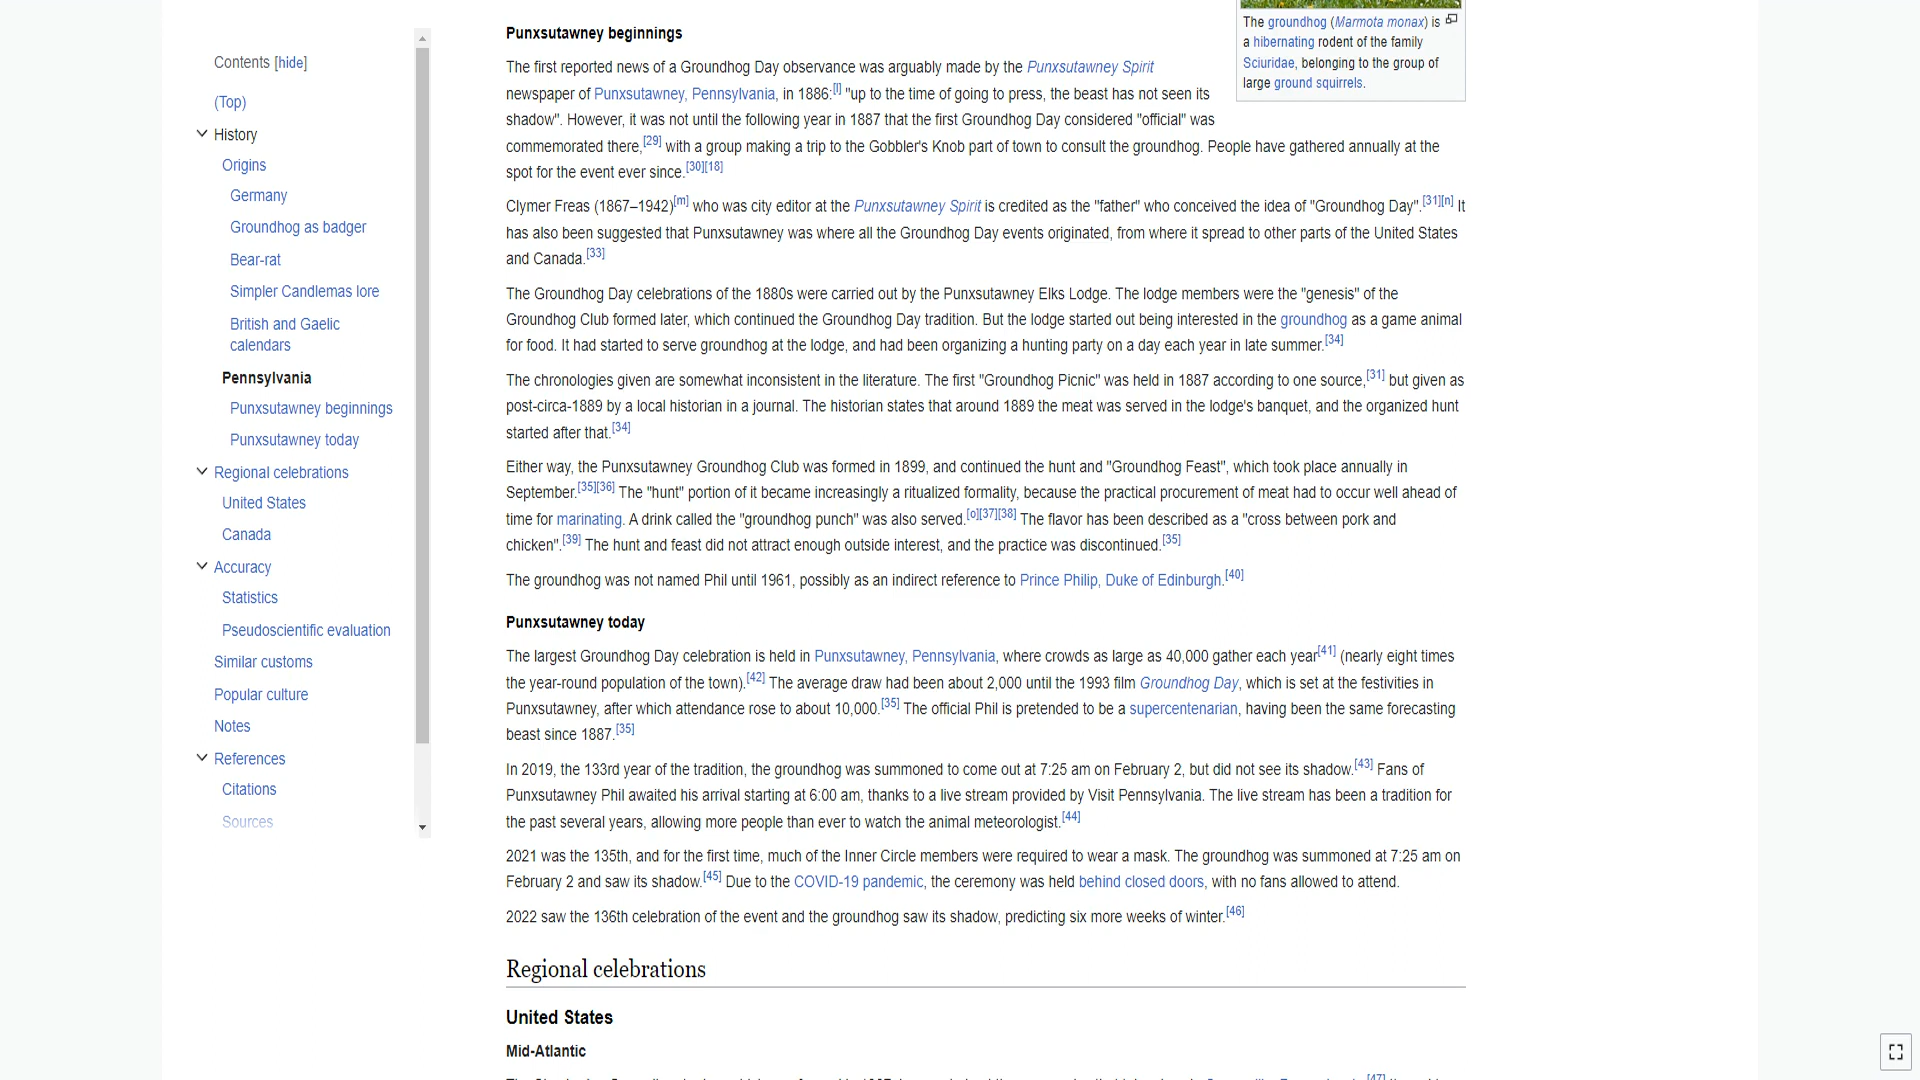 Contents [hide]
(Top)
History
Origins
Germany
Groundhog as badger
Bear-rat
Simpler Candlemas lore
British and Gaelic
calendars
Pennsylvania
Punxsutawney beginnings
Punxsutawney today
Regional celebrations
United States
Canada
Accuracy
Statistics
Pseudoscientific evaluation
Similar customs
Popular culture
Notes
References
Citations
Sources
The groundhog (Marmota monax) is
a hibernating rodent of the family
Sciuridae, belonging to the group of
large ground squirrels.
Punxsutawney beginnings
The first reported news of a Groundhog Day observance was arguably made by the Punxsutawney Spirit
newspaper of Punxsutawney, Pennsylvania, in 1886:[l] "up to the time of going to press, the beast has not seen its
shadow". However, it was not until the following year in 1887 that the first Groundhog Day considered "official" was
commemorated there,[29] with a group making a trip to the Gobbler's Knob part of town to consult the groundhog. People have gathered annually at the
spot for the event ever since.[30][18]
Clymer Freas (1867–1942)[m] who was city editor at the Punxsutawney Spirit is credited as the "father" who conceived the idea of "Groundhog Day".[31][n] It
has also been suggested that Punxsutawney was where all the Groundhog Day events originated, from where it spread to other parts of the United States
and Canada.[33]
The Groundhog Day celebrations of the 1880s were carried out by the Punxsutawney Elks Lodge. The lodge members were the "genesis" of the
Groundhog Club formed later, which continued the Groundhog Day tradition. But the lodge started out being interested in the groundhog as a game animal
for food. It had started to serve groundhog at the lodge, and had been organizing a hunting party on a day each year in late summer.[34]
The chronologies given are somewhat inconsistent in the literature. The first "Groundhog Picnic" was held in 1887 according to one source,[31] but given as
post-circa-1889 by a local historian in a journal. The historian states that around 1889 the meat was served in the lodge's banquet, and the organized hunt
started after that.[34]
Either way, the Punxsutawney Groundhog Club was formed in 1899, and continued the hunt and "Groundhog Feast", which took place annually in
September.[35][36] The "hunt" portion of it became increasingly a ritualized formality, because the practical procurement of meat had to occur well ahead of
time for marinating. A drink called the "groundhog punch" was also served.[o][37][38] The flavor has been described as a "cross between pork and
chicken".[39] The hunt and feast did not attract enough outside interest, and the practice was discontinued.[35]
The groundhog was not named Phil until 1961, possibly as an indirect reference to Prince Philip, Duke of Edinburgh.[40]
Punxsutawney today
The largest Groundhog Day celebration is held in Punxsutawney, Pennsylvania, where crowds as large as 40,000 gather each year[41] (nearly eight times
the year-round population of the town).[42] The average draw had been about 2,000 until the 1993 film Groundhog Day, which is set at the festivities in
Punxsutawney, after which attendance rose to about 10,000.[35] The official Phil is pretended to be a supercentenarian, having been the same forecasting
beast since 1887.[35]
In 2019, the 133rd year of the tradition, the groundhog was summoned to come out at 7:25 am on February 2, but did not see its shadow.[43] Fans of
Punxsutawney Phil awaited his arrival starting at 6:00 am, thanks to a live stream provided by Visit Pennsylvania. The live stream has been a tradition for
the past several years, allowing more people than ever to watch the animal meteorologist.[44]
2021 was the 135th, and for the first time, much of the Inner Circle members were required to wear a mask. The groundhog was summoned at 7:25 am on
February 2 and saw its shadow.[45] Due to the COVID-19 pandemic, the ceremony was held behind closed doors, with no fans allowed to attend.
2022 saw the 136th celebration of the event and the groundhog saw its shadow, predicting six more weeks of winter.[46]
Regional celebrations
United States
Mid-Atlantic